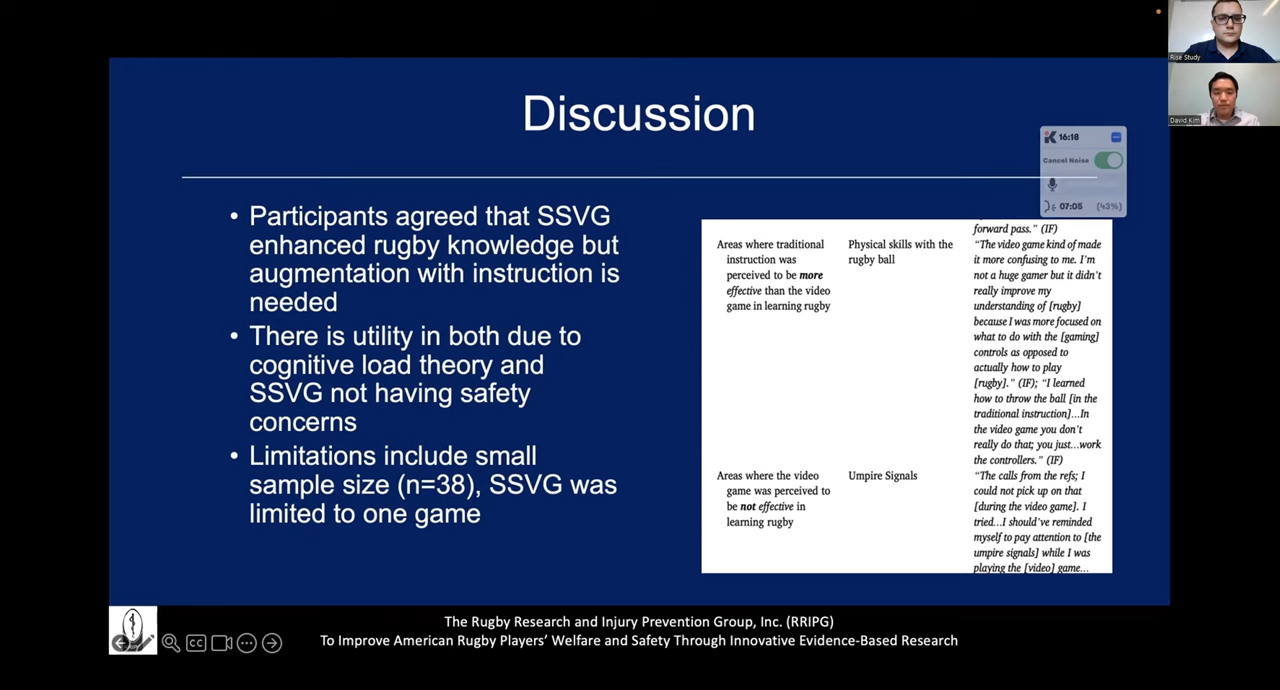 Discussion
• Participants agreed that SSVG
enhanced rugby knowledge but
augmentation with instruction is
needed
• There is utility in both due to
cognitive load theory and
SSVG not having safety
concerns
• Limitations include small
sample size (n=38), SSVG was
limited to one game
Areas where traditional
instruction was
perceived to be more
effective than the video
game in learning rugby
Physical skills with the
rugby ball
forward pass." (IF)
"The video game kind of made
it more confusing to me. I'm
not a huge gamer but it didn't
really improve my
understanding of [rugby]
because I was more focused on
what to do with the [gaming]
controls as opposed to
actually how to play
[rugby]." (IF); "I learned
how to throw the ball [in the
traditional instruction]…In
the video game you don't
really do that; you just…work
the controllers." (IF)
Areas where the video
game was perceived to
be not effective in
learning rugby
Umpire Signals
"The calls from the refs; I
could not pick up on that
[during the video game]. I
tried…I should've reminded
myself to pay attention to [the
umpire signals] while I was
playing the [video] game…
The Rugby Research and Injury Prevention Group, Inc. (RRIPG)
To Improve American Rugby Players' Welfare and Safety Through Innovative Evidence-Based Research
16:18
Cancel Noise
07:05 (43%)
CC
Rise Study
David Kim